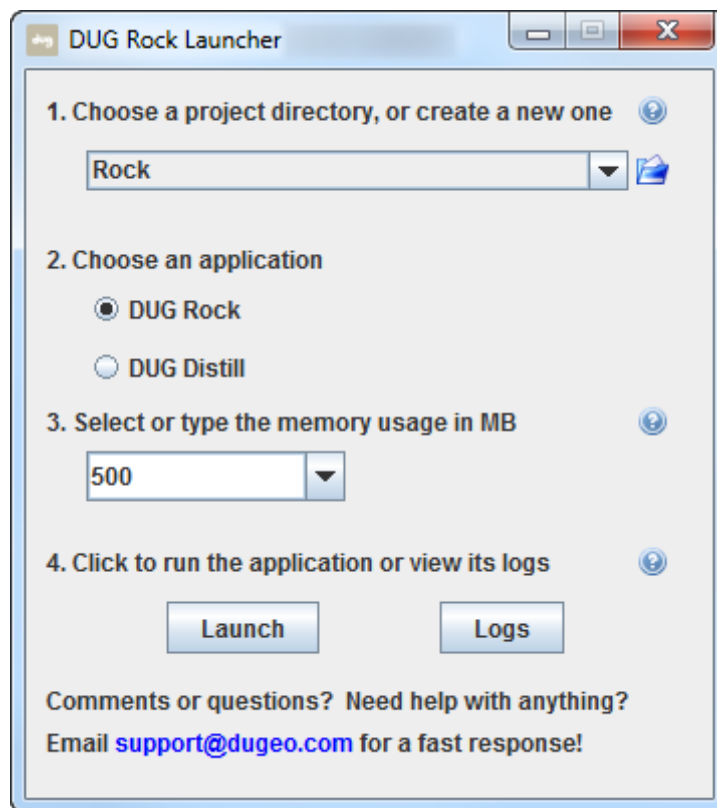 DUG Rock Launcher
1. Choose a project directory, or create a new one
Rock
2. Choose an application
DUG Rock
DUG Distill
3. Select or type the memory usage in MB
500
4. Click to run the application or view its logs
Launch Logs
Comments or questions? Need help with anything?
Email support@dugeo.com for a fast response!